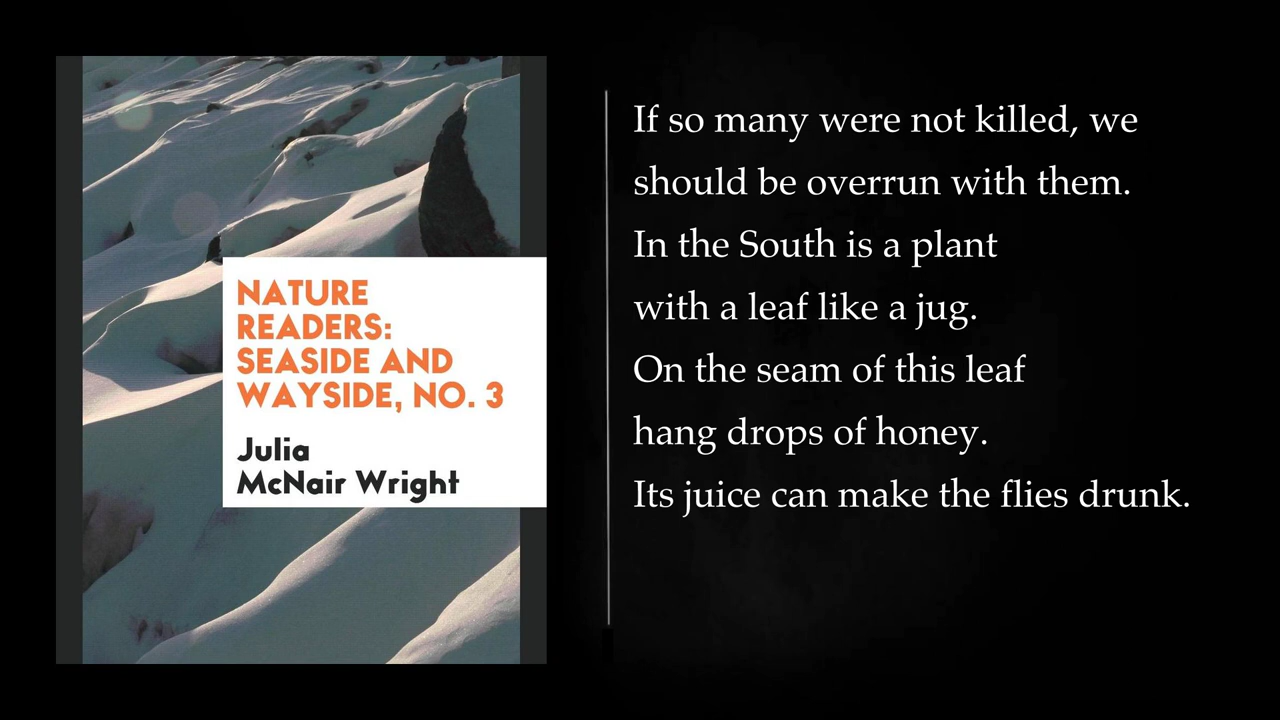 NATURE
READERS:
SEASIDE AND
WAYSIDE, NO. 3
Julia
McNair Wright
If so many were not killed, we
should be overrun with them.
In the South is a plant
with a leaf like a jug.
On the seam of this leaf
hang drops of honey.
Its juice can make the flies drunk.